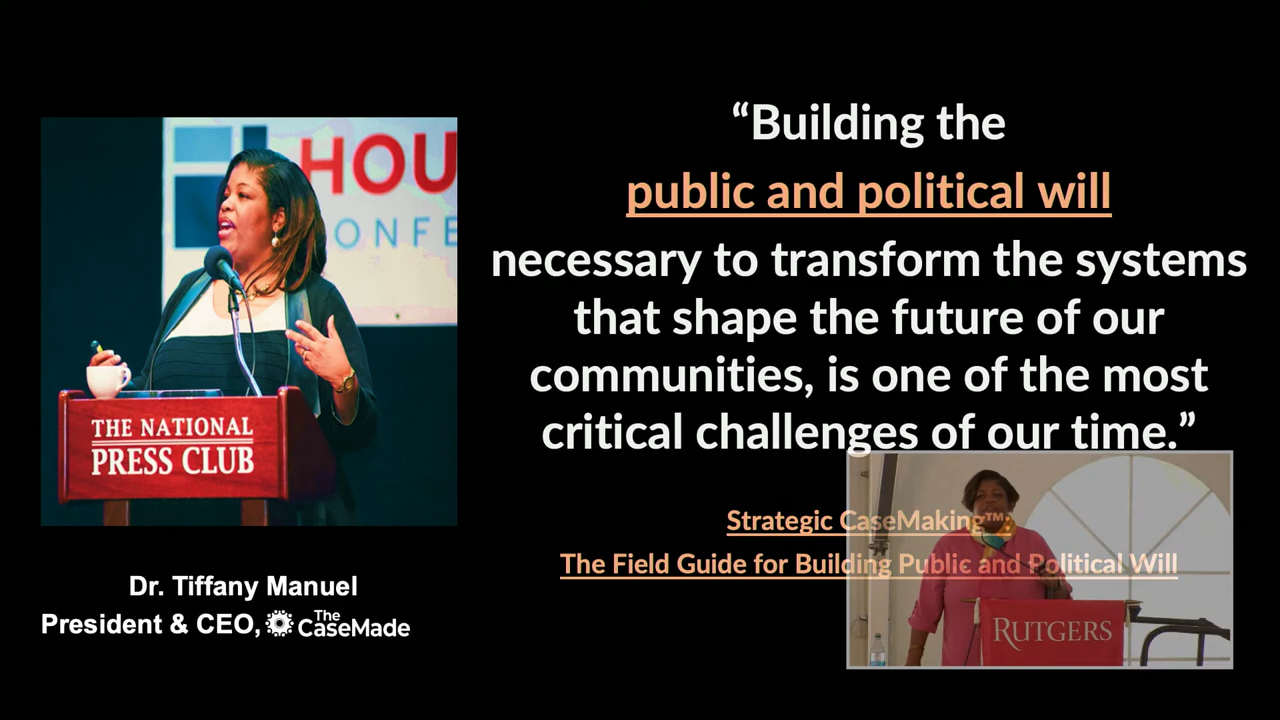 HOU
ONFE
THE NATIONAL
PRESS CLUB
Dr. Tiffany Manuel
President & CEO, The CaseMade
“Building the
public and political will
necessary to transform the systems
that shape the future of our
communities, is one of the most
critical challenges of our time.”
Strategic CaseMaking™:
The Field Guide for Building Public and Political Will
RUTGERS